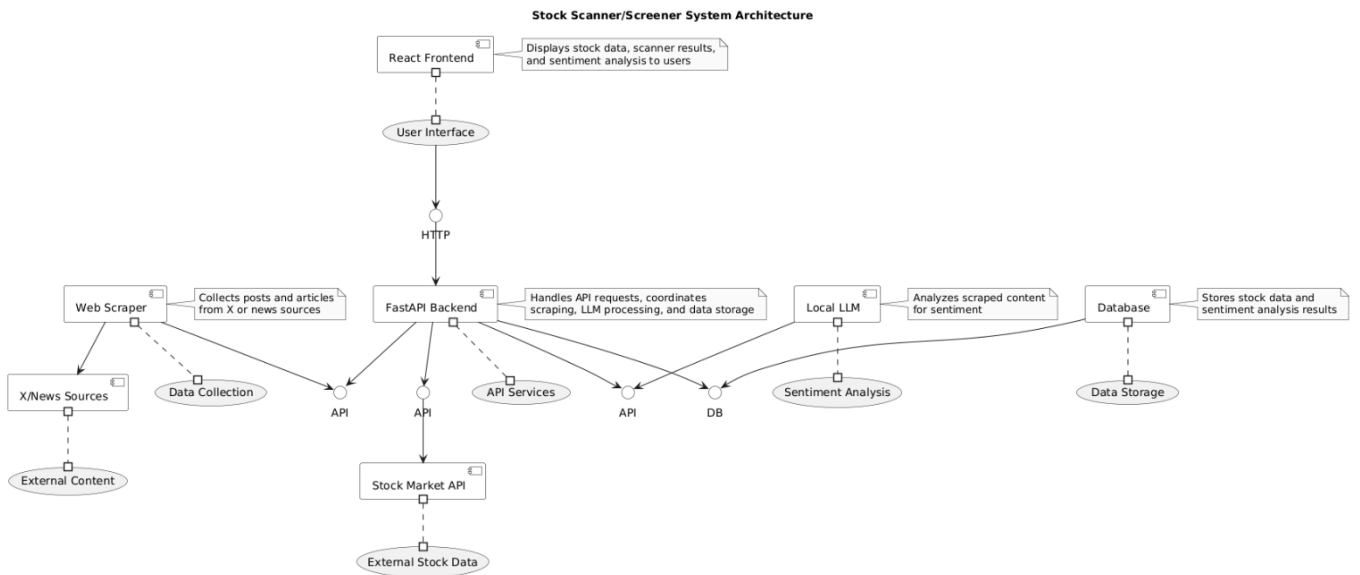 Stock Scanner/Screener System Architecture
React Frontend
Displays stock data, scanner results,
and sentiment analysis to users
User Interface
HTTP
Web Scraper
Collects posts and articles
from X or news sources
FastAPI Backend
Handles API requests, coordinates
scraping, LLM processing, and data storage
Local LLM
Analyzes scraped content
for sentiment
Database
Stores stock data and
sentiment analysis results
X/News Sources
Data Collection
API
API
API Services
API
DB
Sentiment Analysis
Data Storage
External Content
Stock Market API
External Stock Data